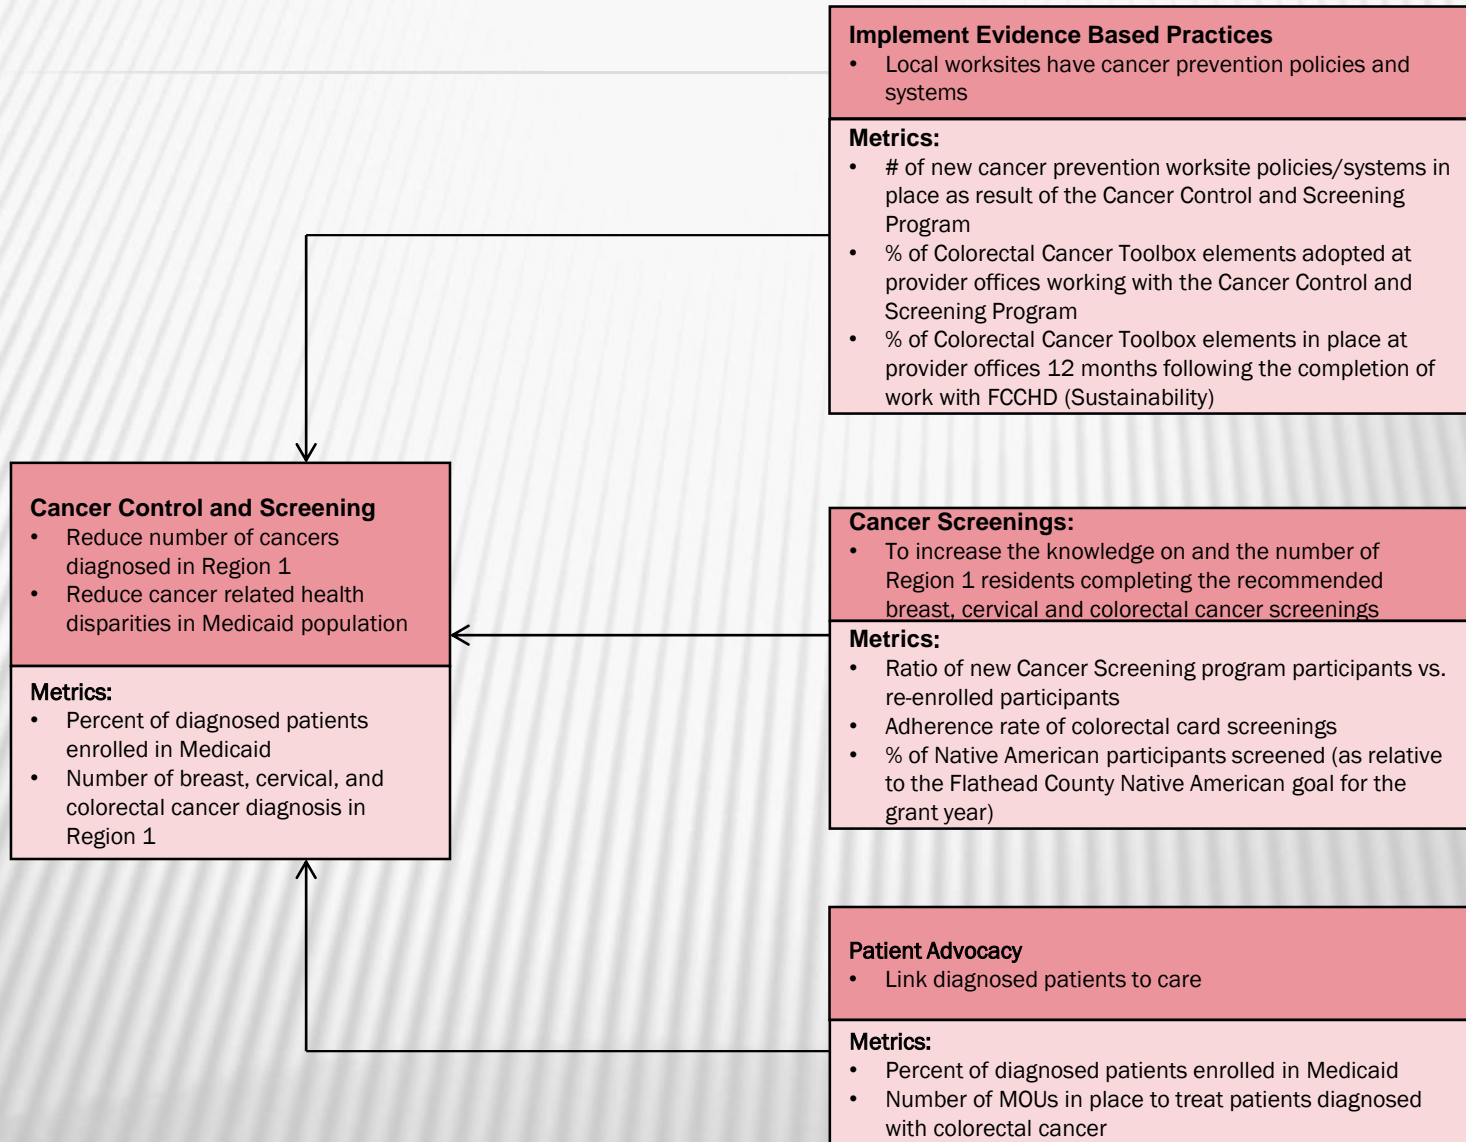 Implement Evidence Based Practices
• Local worksites have cancer prevention policies and
systems
Metrics:
• # of new cancer prevention worksite policies/systems in
place as result of the Cancer Control and Screening
Program
• % of Colorectal Cancer Toolbox elements adopted at
provider offices working with the Cancer Control and
Screening Program
• % of Colorectal Cancer Toolbox elements in place at
provider offices 12 months following the completion of
work with FCCHD (Sustainability)
Cancer Control and Screening
• Reduce number of cancers
diagnosed in Region 1
• Reduce cancer related health
disparities in Medicaid population
Metrics:
• Percent of diagnosed patients
enrolled in Medicaid
• Number of breast, cervical, and
colorectal cancer diagnosis in
Region 1
Cancer Screenings:
• To increase the knowledge on and the number of
Region 1 residents completing the recommended
breast, cervical and colorectal cancer screenings
Metrics:
• Ratio of new Cancer Screening program participants vs.
re-enrolled participants
• Adherence rate of colorectal card screenings
• % of Native American participants screened (as relative
to the Flathead County Native American goal for the
grant year)
Patient Advocacy
• Link diagnosed patients to care
Metrics:
• Percent of diagnosed patients enrolled in Medicaid
• Number of MOUs in place to treat patients diagnosed
with colorectal cancer